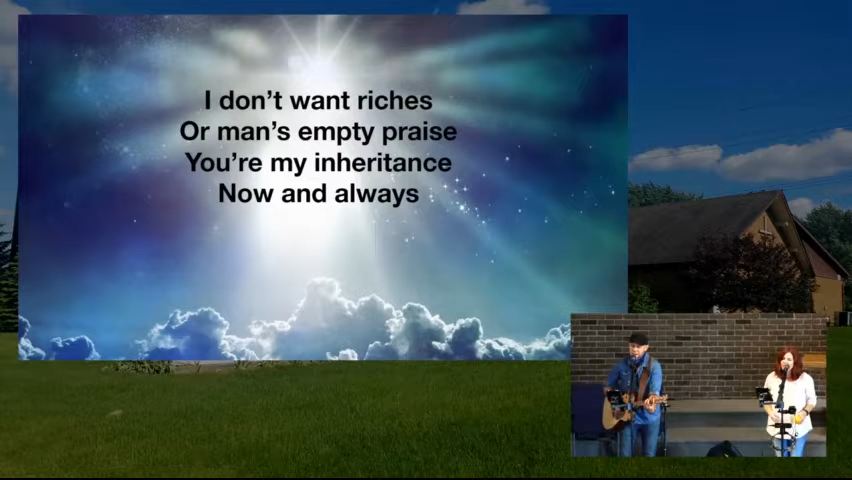 I don't want riches
Or man's empty praise
You're my inheritance
Now and always